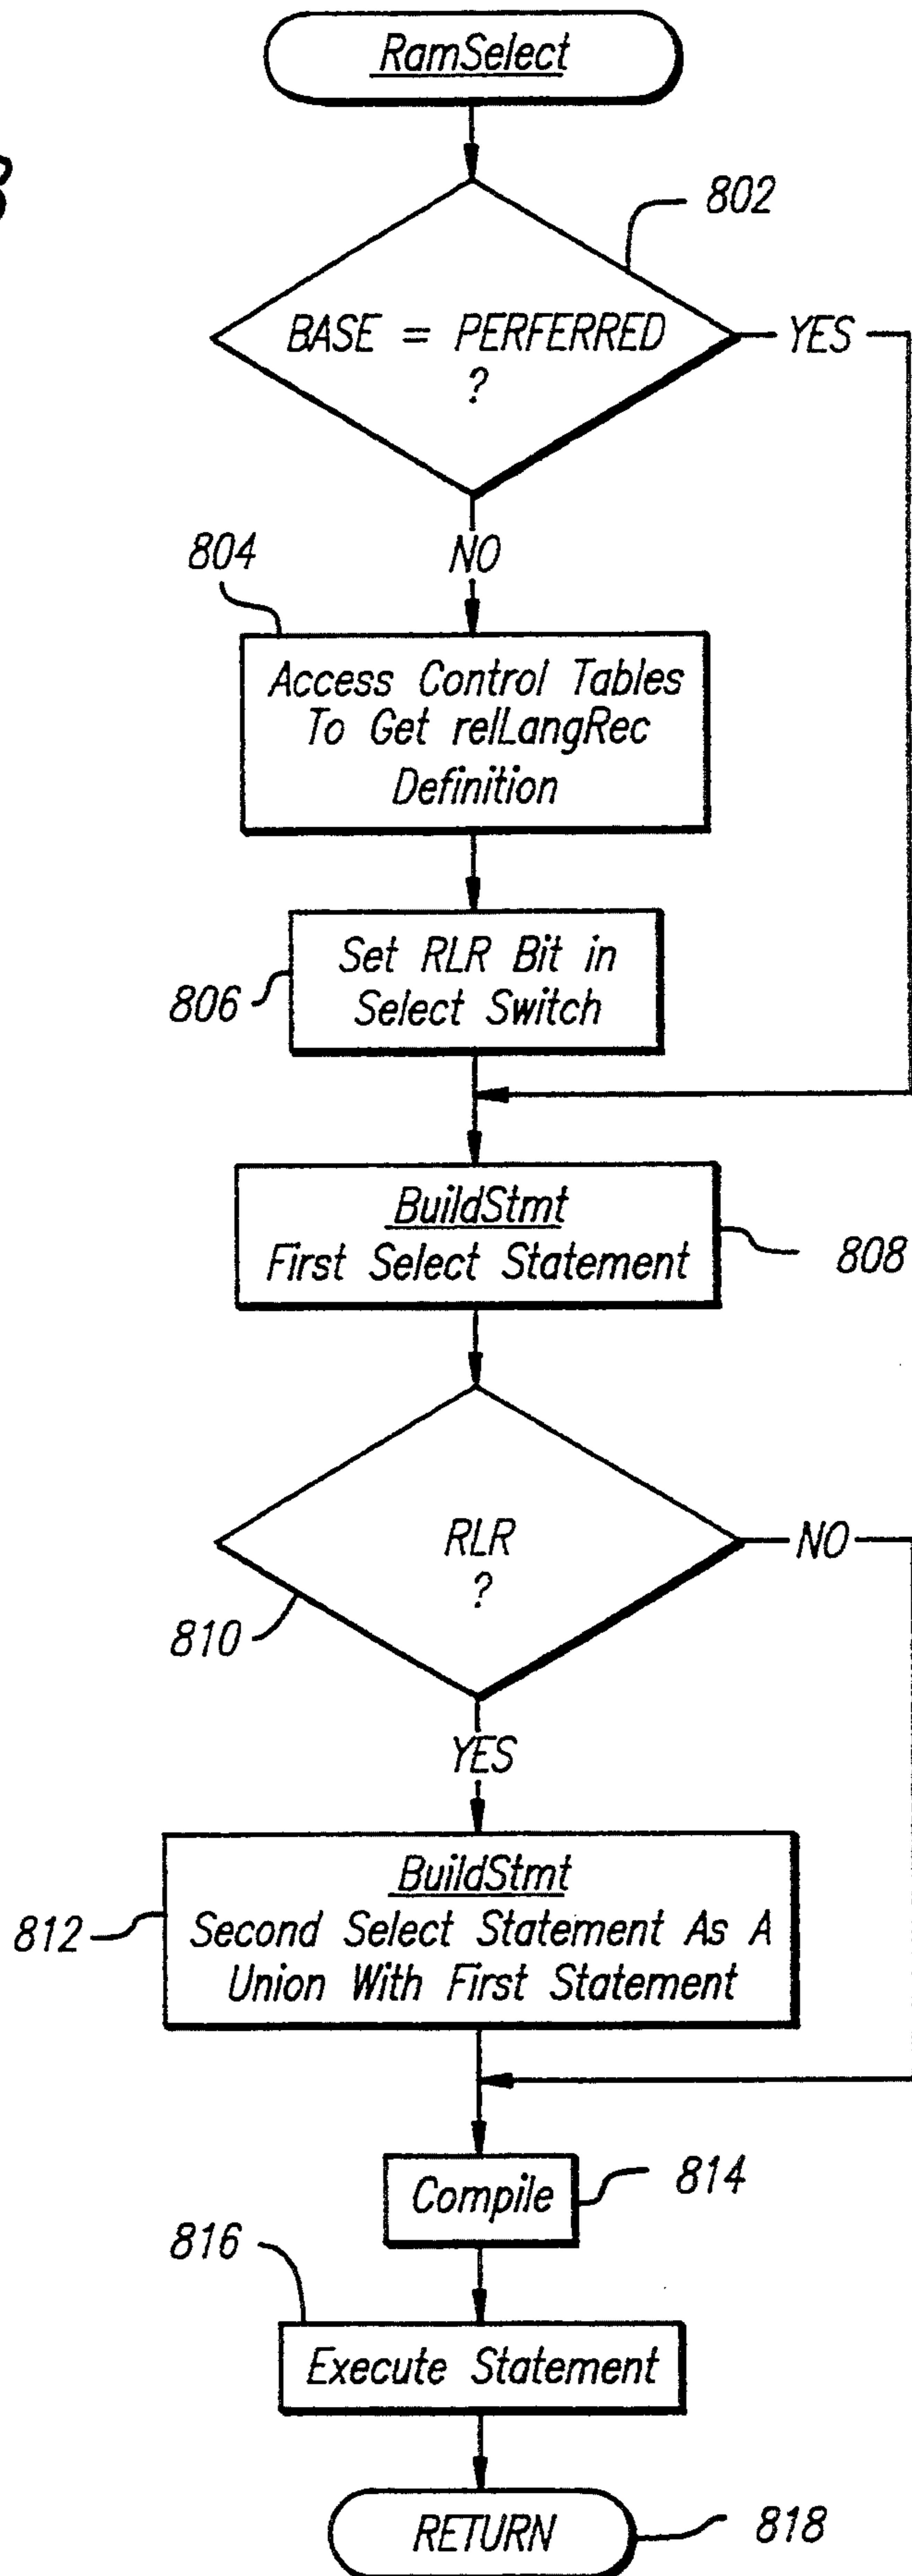 RamSelect
802
BASE = PERFERRED
?
YES
NO
804
Access Control Tables
To Get relLangRec
Definition
Set RLR Bit in
Select Switch
806
BuildStmt
First Select Statement
808
RLR
?
NO
810
YES
BuildStmt
Second Select Statement As A
Union With First Statement
812
Compile
814
816
Execute Statement
RETURN
818